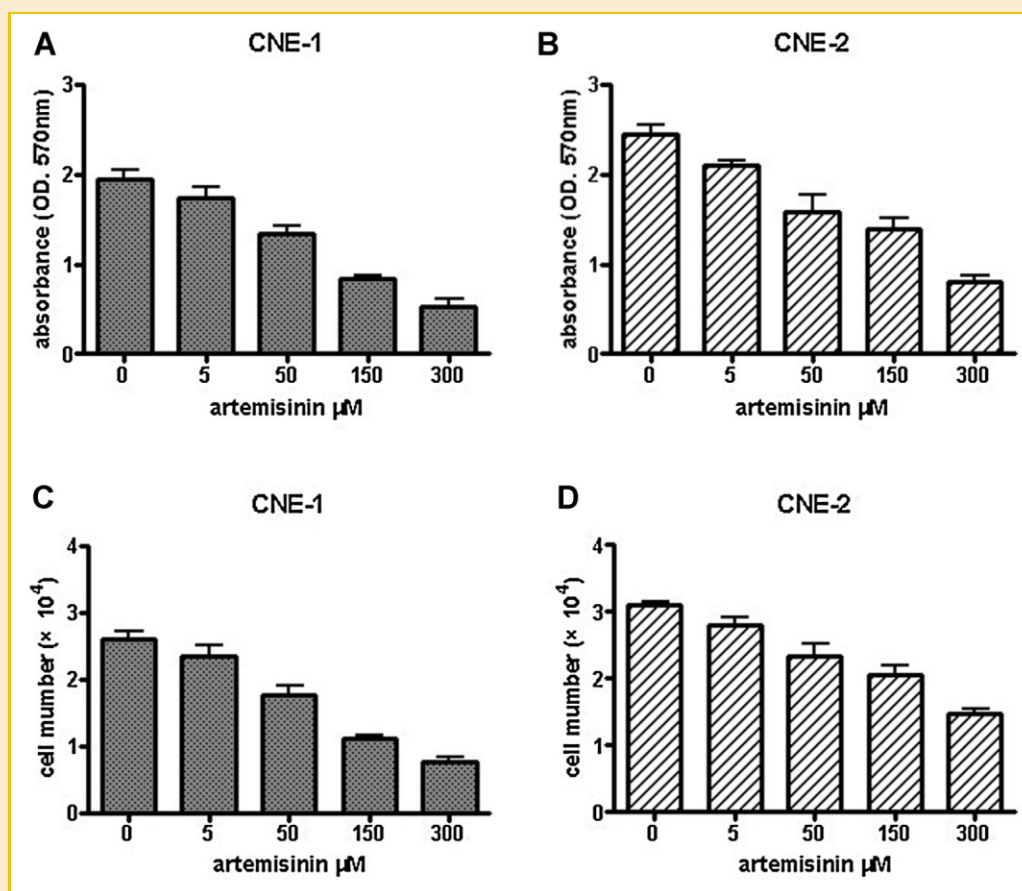 A
CNE-1
absorbance (OD. 570nm)
3
2
1
0
0 5 50 150 300
artemisinin µM
B
CNE-2
absorbance (OD. 570nm)
3
2
1
0
0 5 50 150 300
artemisinin µM
C
CNE-1
cell mumber (× 10⁴)
4
3
2
1
0
0 5 50 150 300
artemisinin µM
D
CNE-2
cell mumber (× 10⁴)
4
3
2
1
0
0 5 50 150 300
artemisinin µM